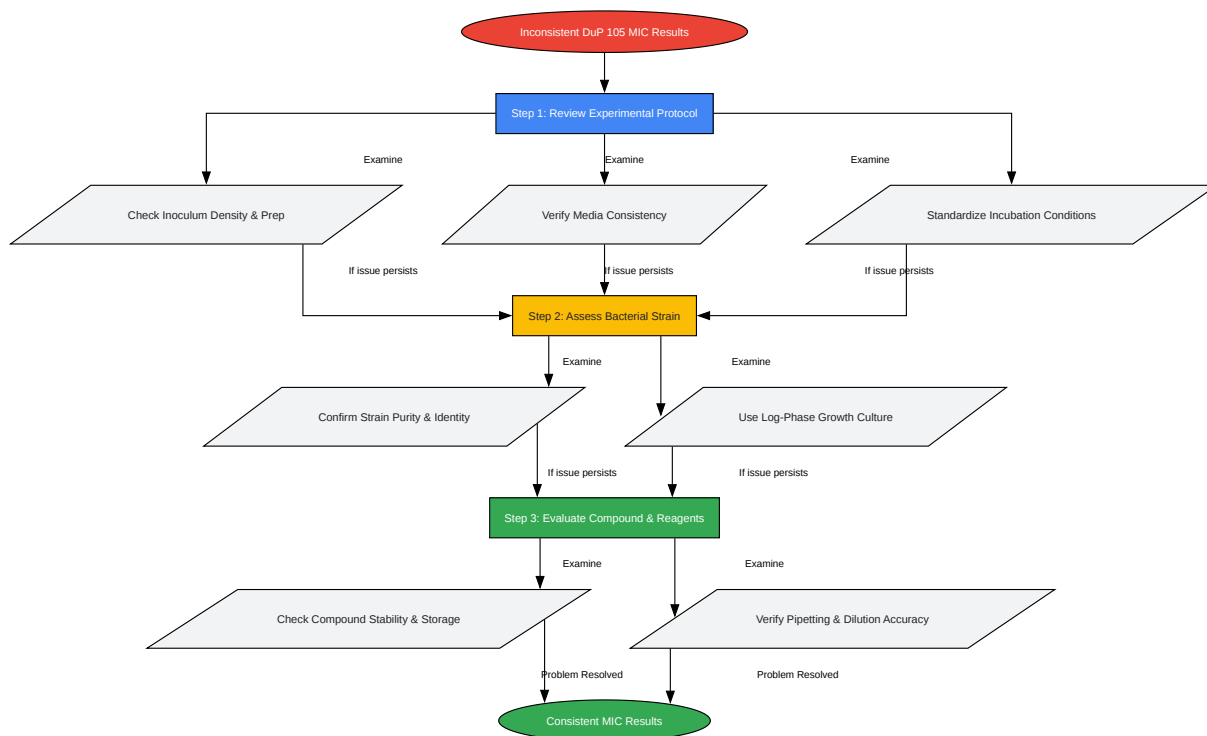 Inconsistent DuP 105 MIC Results
Step 1: Review Experimental Protocol
Examine
Examine
Examine
Check Inoculum Density & Prep
Verify Media Consistency
Standardize Incubation Conditions
If issue persists
If issue persists
If issue persists
Step 2: Assess Bacterial Strain
Examine
Examine
Confirm Strain Purity & Identity
Use Log-Phase Growth Culture
If issue persists
If issue persists
Step 3: Evaluate Compound & Reagents
Examine
Examine
Check Compound Stability & Storage
Verify Pipetting & Dilution Accuracy
Problem Resolved
Problem Resolved
Consistent MIC Results